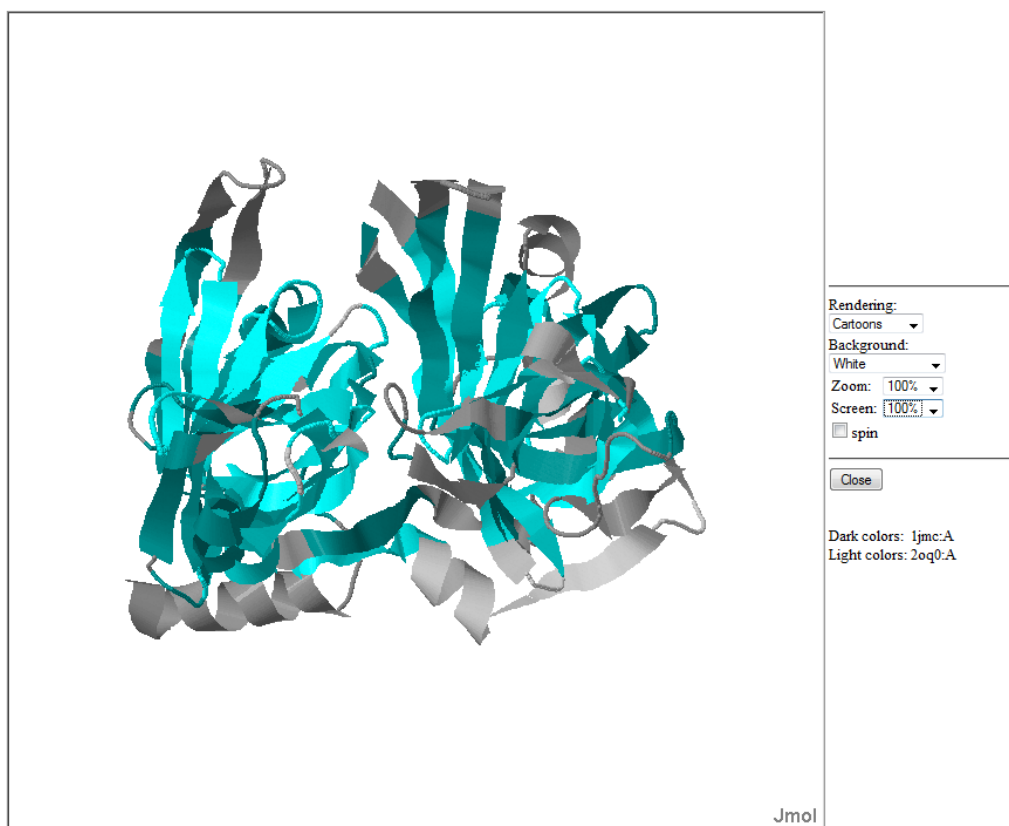 Rendering:
Cartoons
Background:
White
Zoom: 100%
Screen: 100%
spin
Close
Dark colors: 1jmc:A
Light colors: 2oq0:A
Jmol